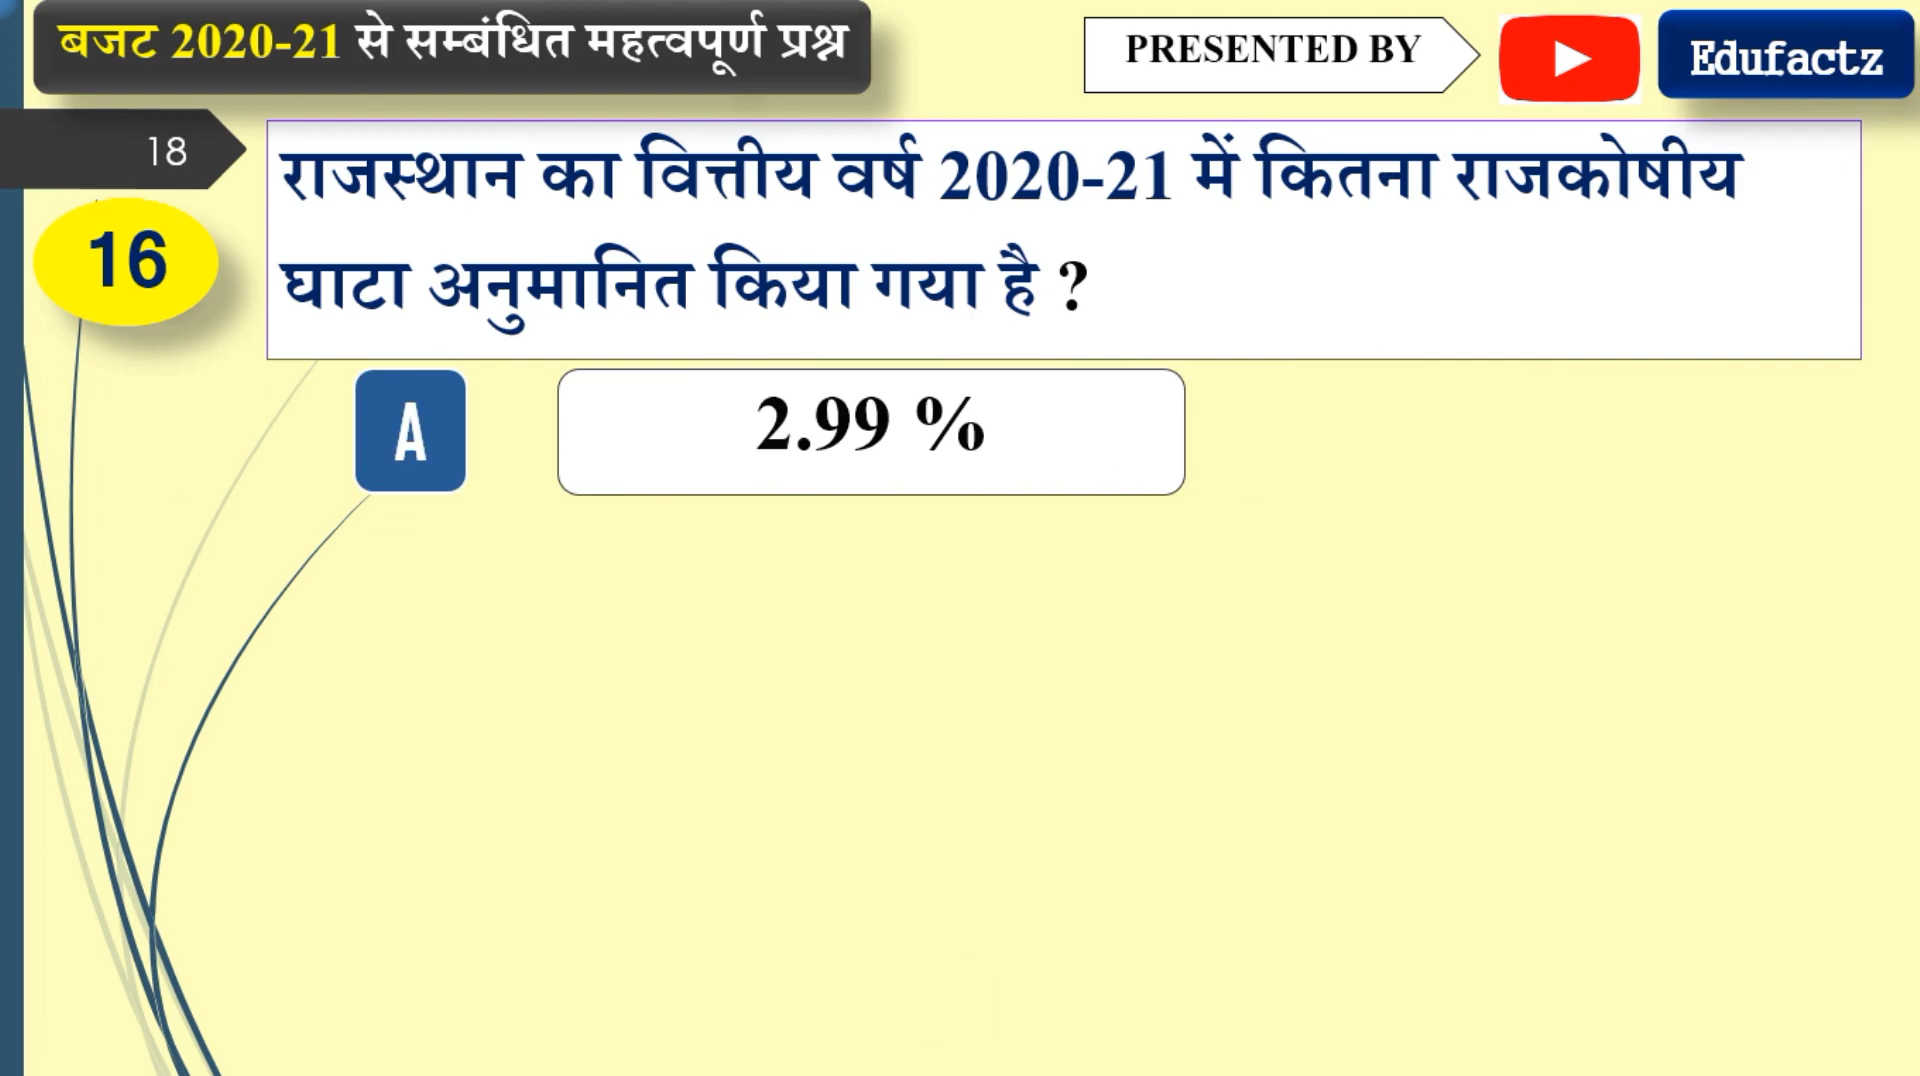 बजट 2020-21 से सम्बंधित महत्वपूर्ण प्रश्न
PRESENTED BY
Edufactz
18
16
राजस्थान का वित्तीय वर्ष 2020-21 में कितना राजकोषीय
घाटा अनुमानित किया गया है ?
A
2.99 %